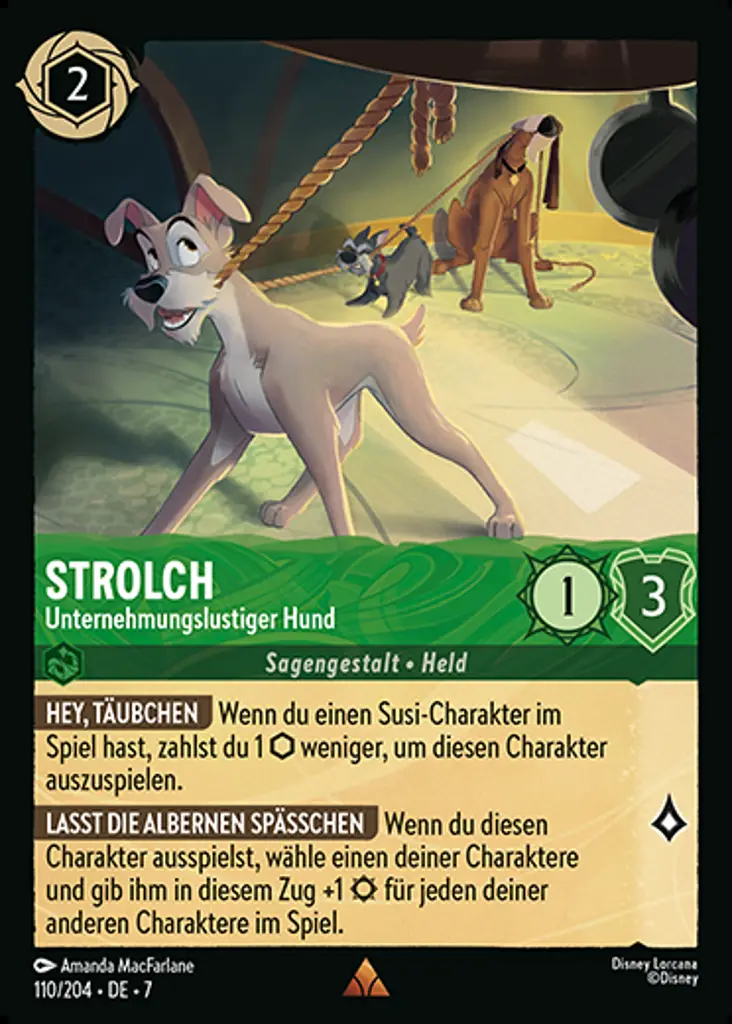 2
STROLCH
Unternehmungslustiger Hund
1
3
Sagengestalt • Held
HEY, TÄUBCHEN Wenn du einen Susi-Charakter im
Spiel hast, zahlst du 1 ⬡ weniger, um diesen Charakter
auszuspielen.
LASST DIE ALBERNEN SPÄSSCHEN Wenn du diesen
Charakter ausspielst, wähle einen deiner Charaktere
und gib ihm in diesem Zug +1 ¤ für jeden deiner
anderen Charaktere im Spiel.
Amanda MacFarlane
110/204 • DE • 7
Disney Lorcana
©Disney